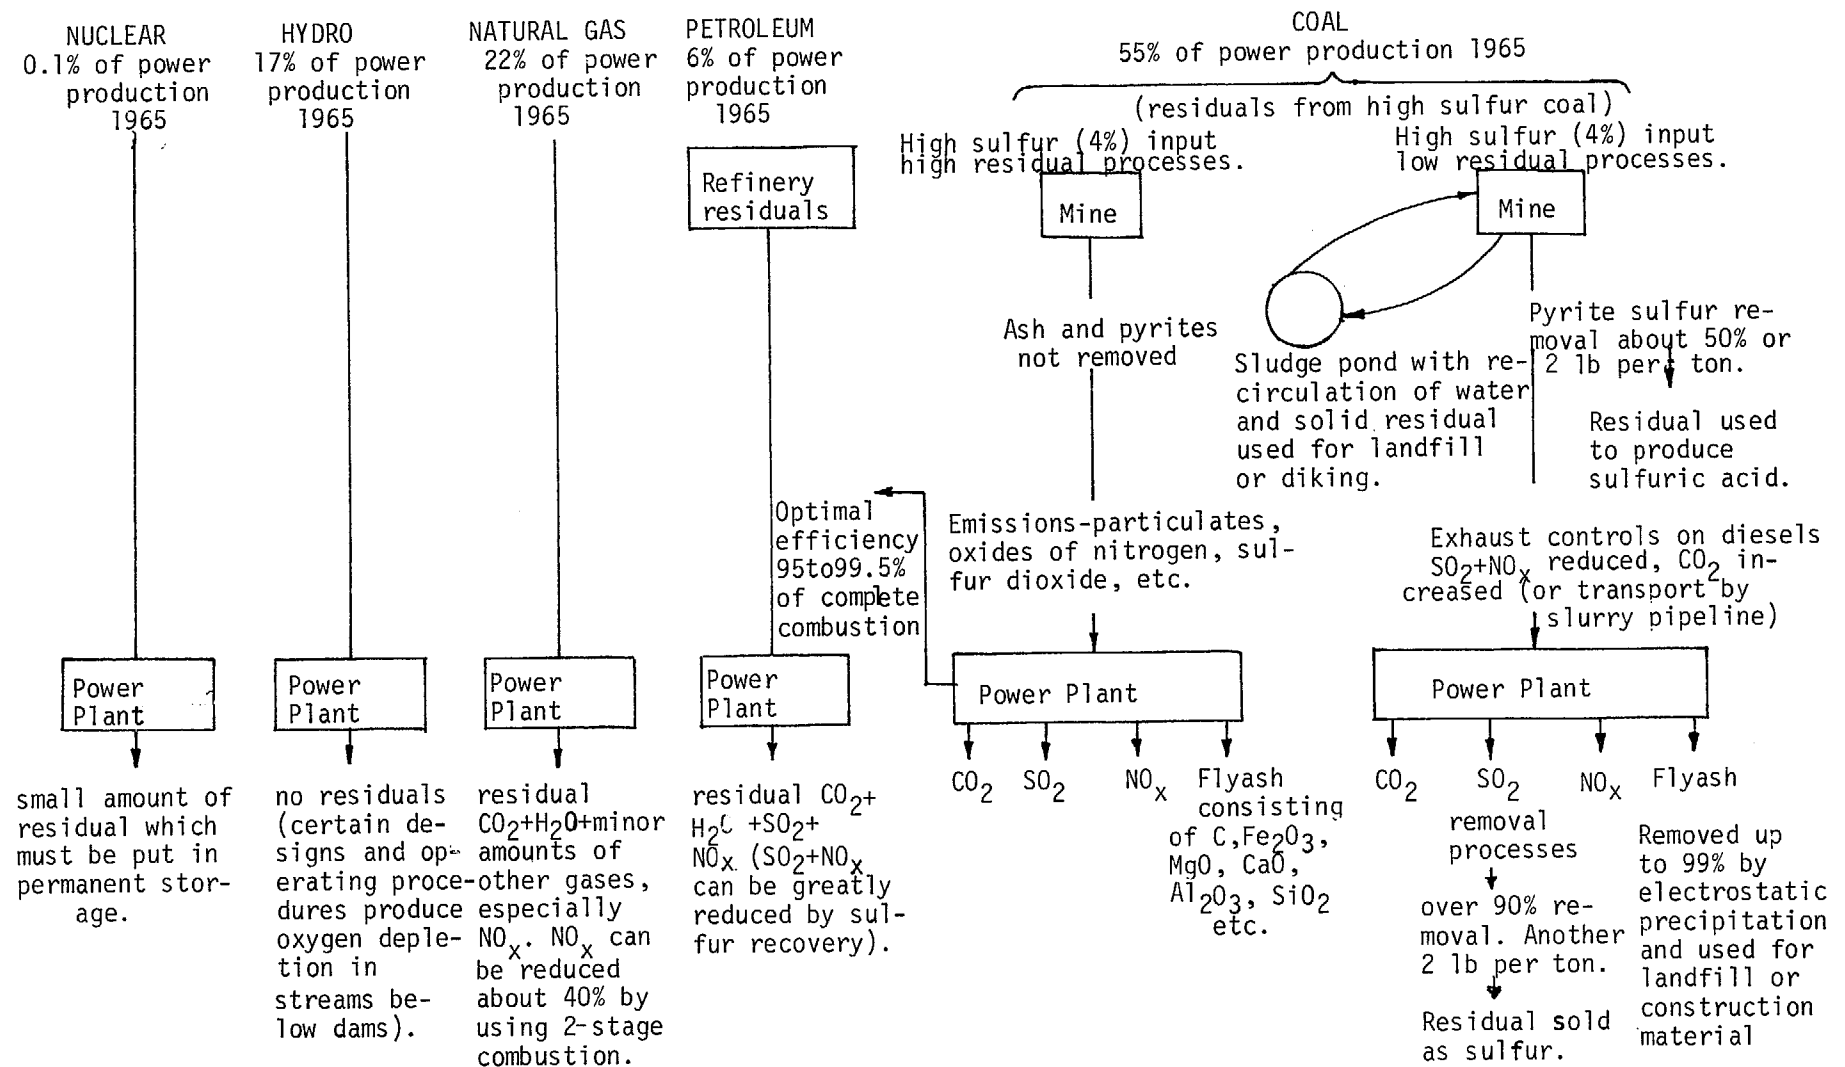 NUCLEAR
0.1% of power
production
1965
HYDRO
17% of power
production
1965
NATURAL GAS
22% of power
production
1965
PETROLEUM
6% of power
production
1965
COAL
55% of power production 1965
(residuals from high sulfur coal)
High sulfur (4%) input
high residual processes.
High sulfur (4%) input
low residual processes.
Refinery
residuals
Mine
Mine
Ash and pyrites
not removed
Sludge pond with re-
circulation of water
and solid residual
used for landfill
or diking.
Pyrite sulfur re-
moval about 50% or
2 lb per ton.
Residual used
to produce
sulfuric acid.
Optimal
efficiency
95to99.5%
of complete
combustion
Emissions-particulates,
oxides of nitrogen, sul-
fur dioxide, etc.
Exhaust controls on diesels
SO2+NOx reduced, CO2 in-
creased (or transport by
slurry pipeline)
Power
Plant
Power
Plant
Power
Plant
Power
Plant
Power Plant
Power Plant
small amount of
residual which
must be put in
permanent stor-
age.
no residuals
(certain de-
signs and op-
erating proce-
dures produce
oxygen deple-
tion in
streams be-
low dams).
residual
CO2+H2O+minor
amounts of
other gases,
especially
NOx. NOx can
be reduced
about 40% by
using 2-stage
combustion.
residual CO2+
H2O +SO2+
NOx (SO2+NOx
can be greatly
reduced by sul-
fur recovery).
CO2
SO2
NOx
Flyash
consisting
of C,Fe2O3,
MgO, CaO,
Al2O3, SiO2
etc.
CO2
SO2
removal
processes
over 90% re-
moval. Another
2 lb per ton.
Residual sold
as sulfur.
NOx
Flyash
Removed up
to 99% by
electrostatic
precipitation
and used for
landfill or
construction
material